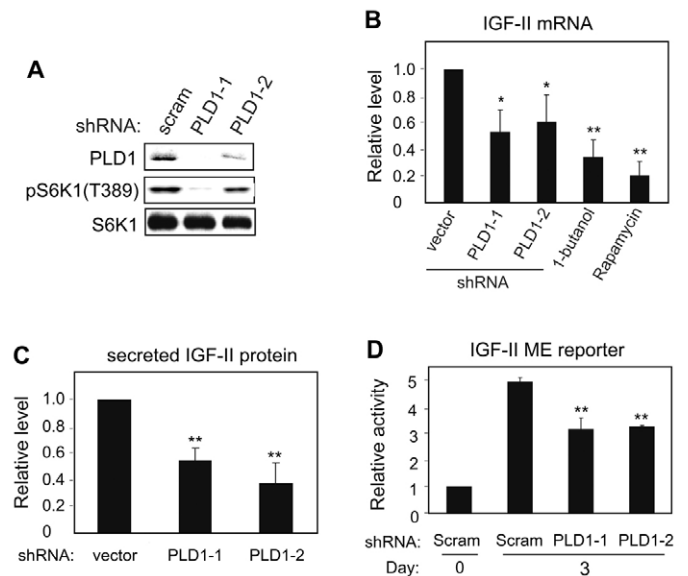 A
shRNA: scram PLD1-1 PLD1-2
PLD1
pS6K1(T389)
S6K1
B
IGF-II mRNA
Relative level
1.0
0.8
0.6
0.4
0.2
0
* * ** **
vector PLD1-1 PLD1-2 1-butanol Rapamycin
shRNA
C
secreted IGF-II protein
Relative level
1.0
0.8
0.6
0.4
0.2
0
** **
shRNA: vector PLD1-1 PLD1-2
D
IGF-II ME reporter
Relative activity
5
4
3
2
1
0
** **
shRNA: Scram Scram PLD1-1 PLD1-2
Day: 0 3